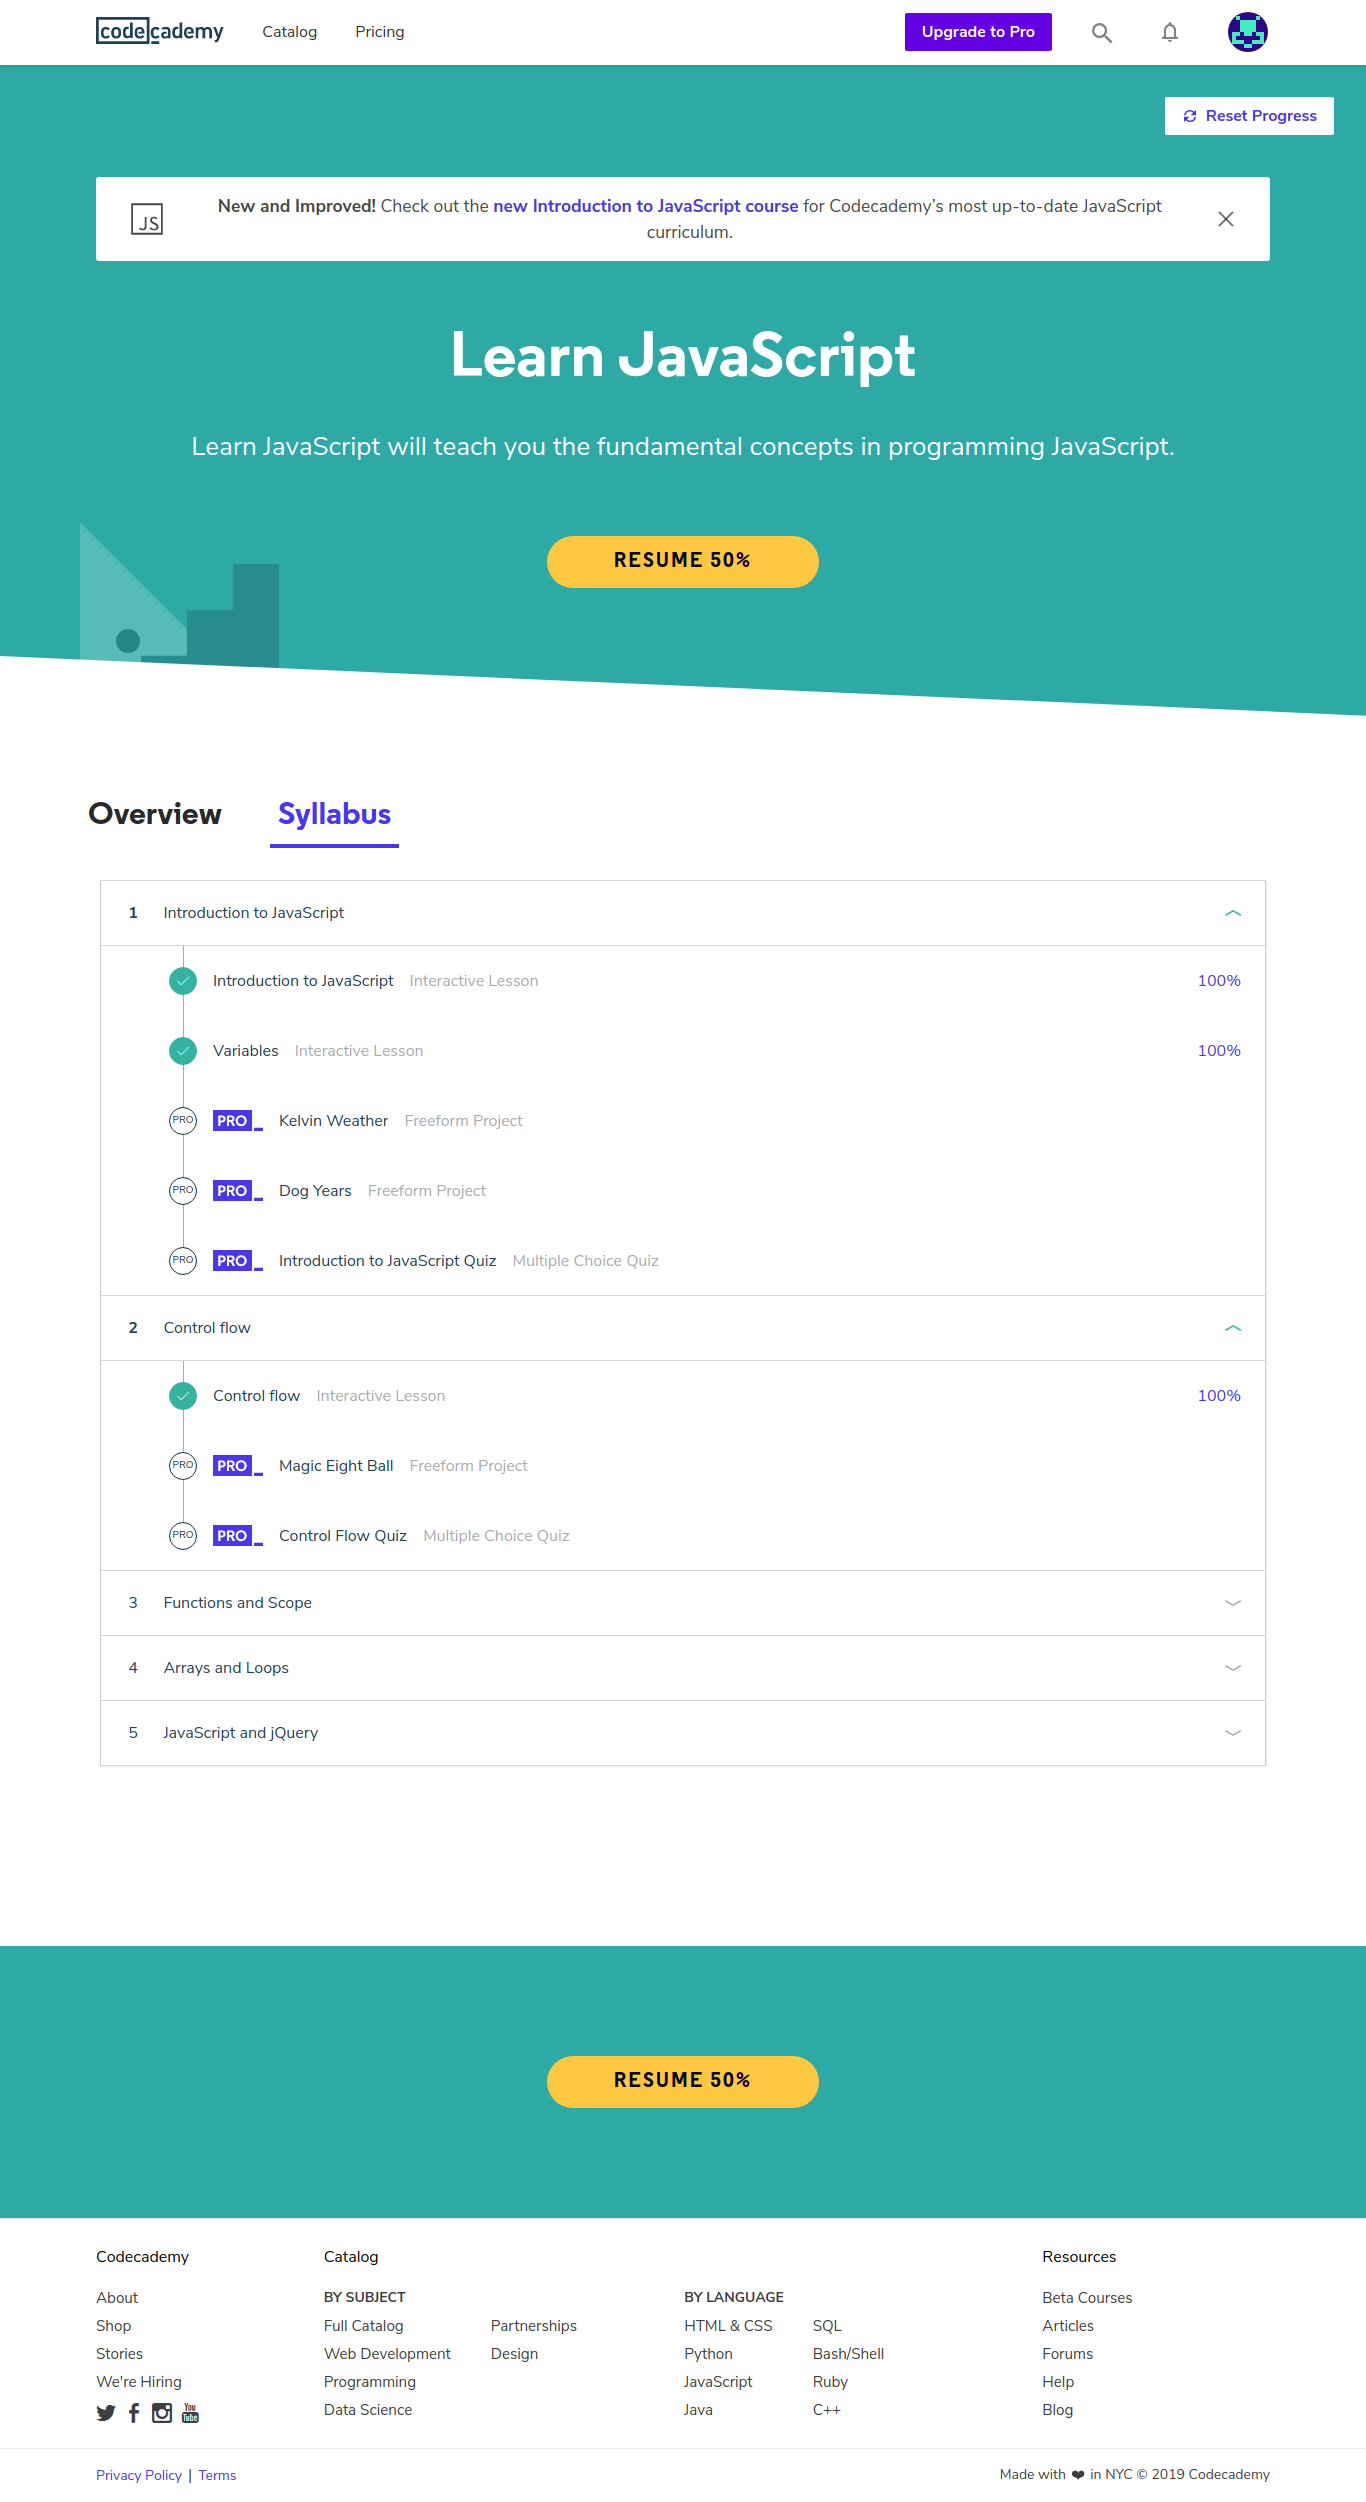 codecademy Catalog Pricing Upgrade to Pro
Reset Progress
JS
New and Improved! Check out the new Introduction to JavaScript course for Codecademy’s most up-to-date JavaScript
curriculum.
Learn JavaScript
Learn JavaScript will teach you the fundamental concepts in programming JavaScript.
RESUME 50%
Overview Syllabus
1 Introduction to JavaScript
Introduction to JavaScript Interactive Lesson 100%
Variables Interactive Lesson 100%
PRO PRO_ Kelvin Weather Freeform Project
PRO PRO_ Dog Years Freeform Project
PRO PRO_ Introduction to JavaScript Quiz Multiple Choice Quiz
2 Control flow
Control flow Interactive Lesson 100%
PRO PRO_ Magic Eight Ball Freeform Project
PRO PRO_ Control Flow Quiz Multiple Choice Quiz
3 Functions and Scope
4 Arrays and Loops
5 JavaScript and jQuery
RESUME 50%
Codecademy
About
Shop
Stories
We're Hiring
You
Tube
Catalog
BY SUBJECT
Full Catalog
Web Development
Programming
Data Science
Partnerships
Design
BY LANGUAGE
HTML & CSS
Python
JavaScript
Java
SQL
Bash/Shell
Ruby
C++
Resources
Beta Courses
Articles
Forums
Help
Blog
Privacy Policy | Terms
Made with ❤ in NYC © 2019 Codecademy